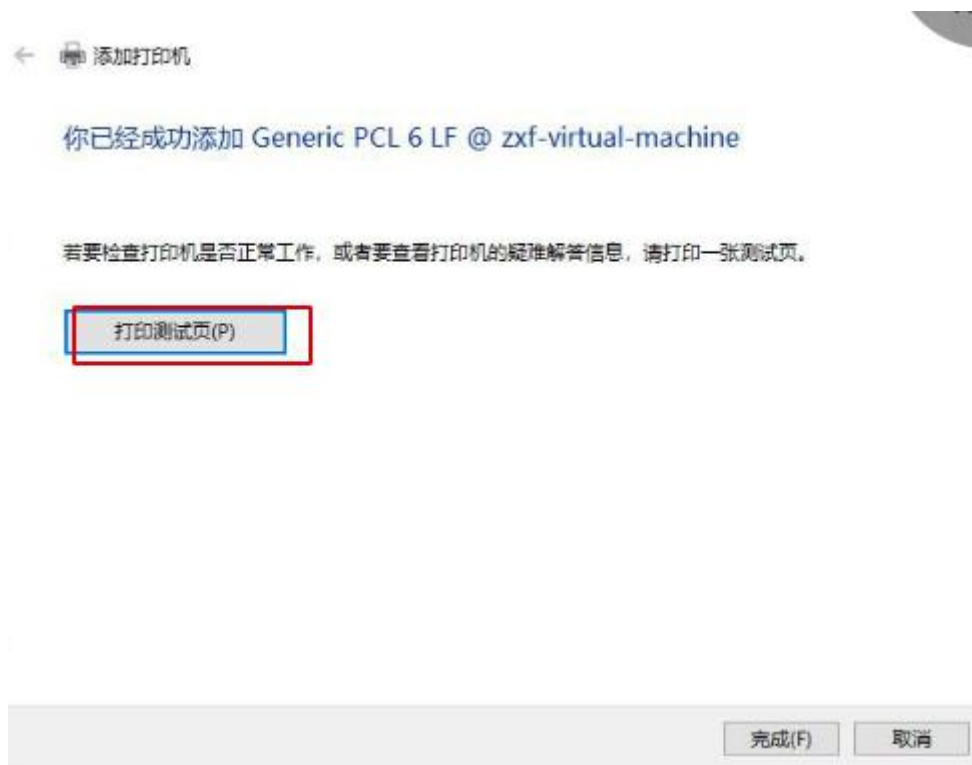 添加打印机
你已经成功添加 Generic PCL 6 LF @ zxf-virtual-machine
若要检查打印机是否正常工作，或者要查看打印机的疑难解答信息，请打印一张测试页。
打印测试页(P)
完成(F) 取消